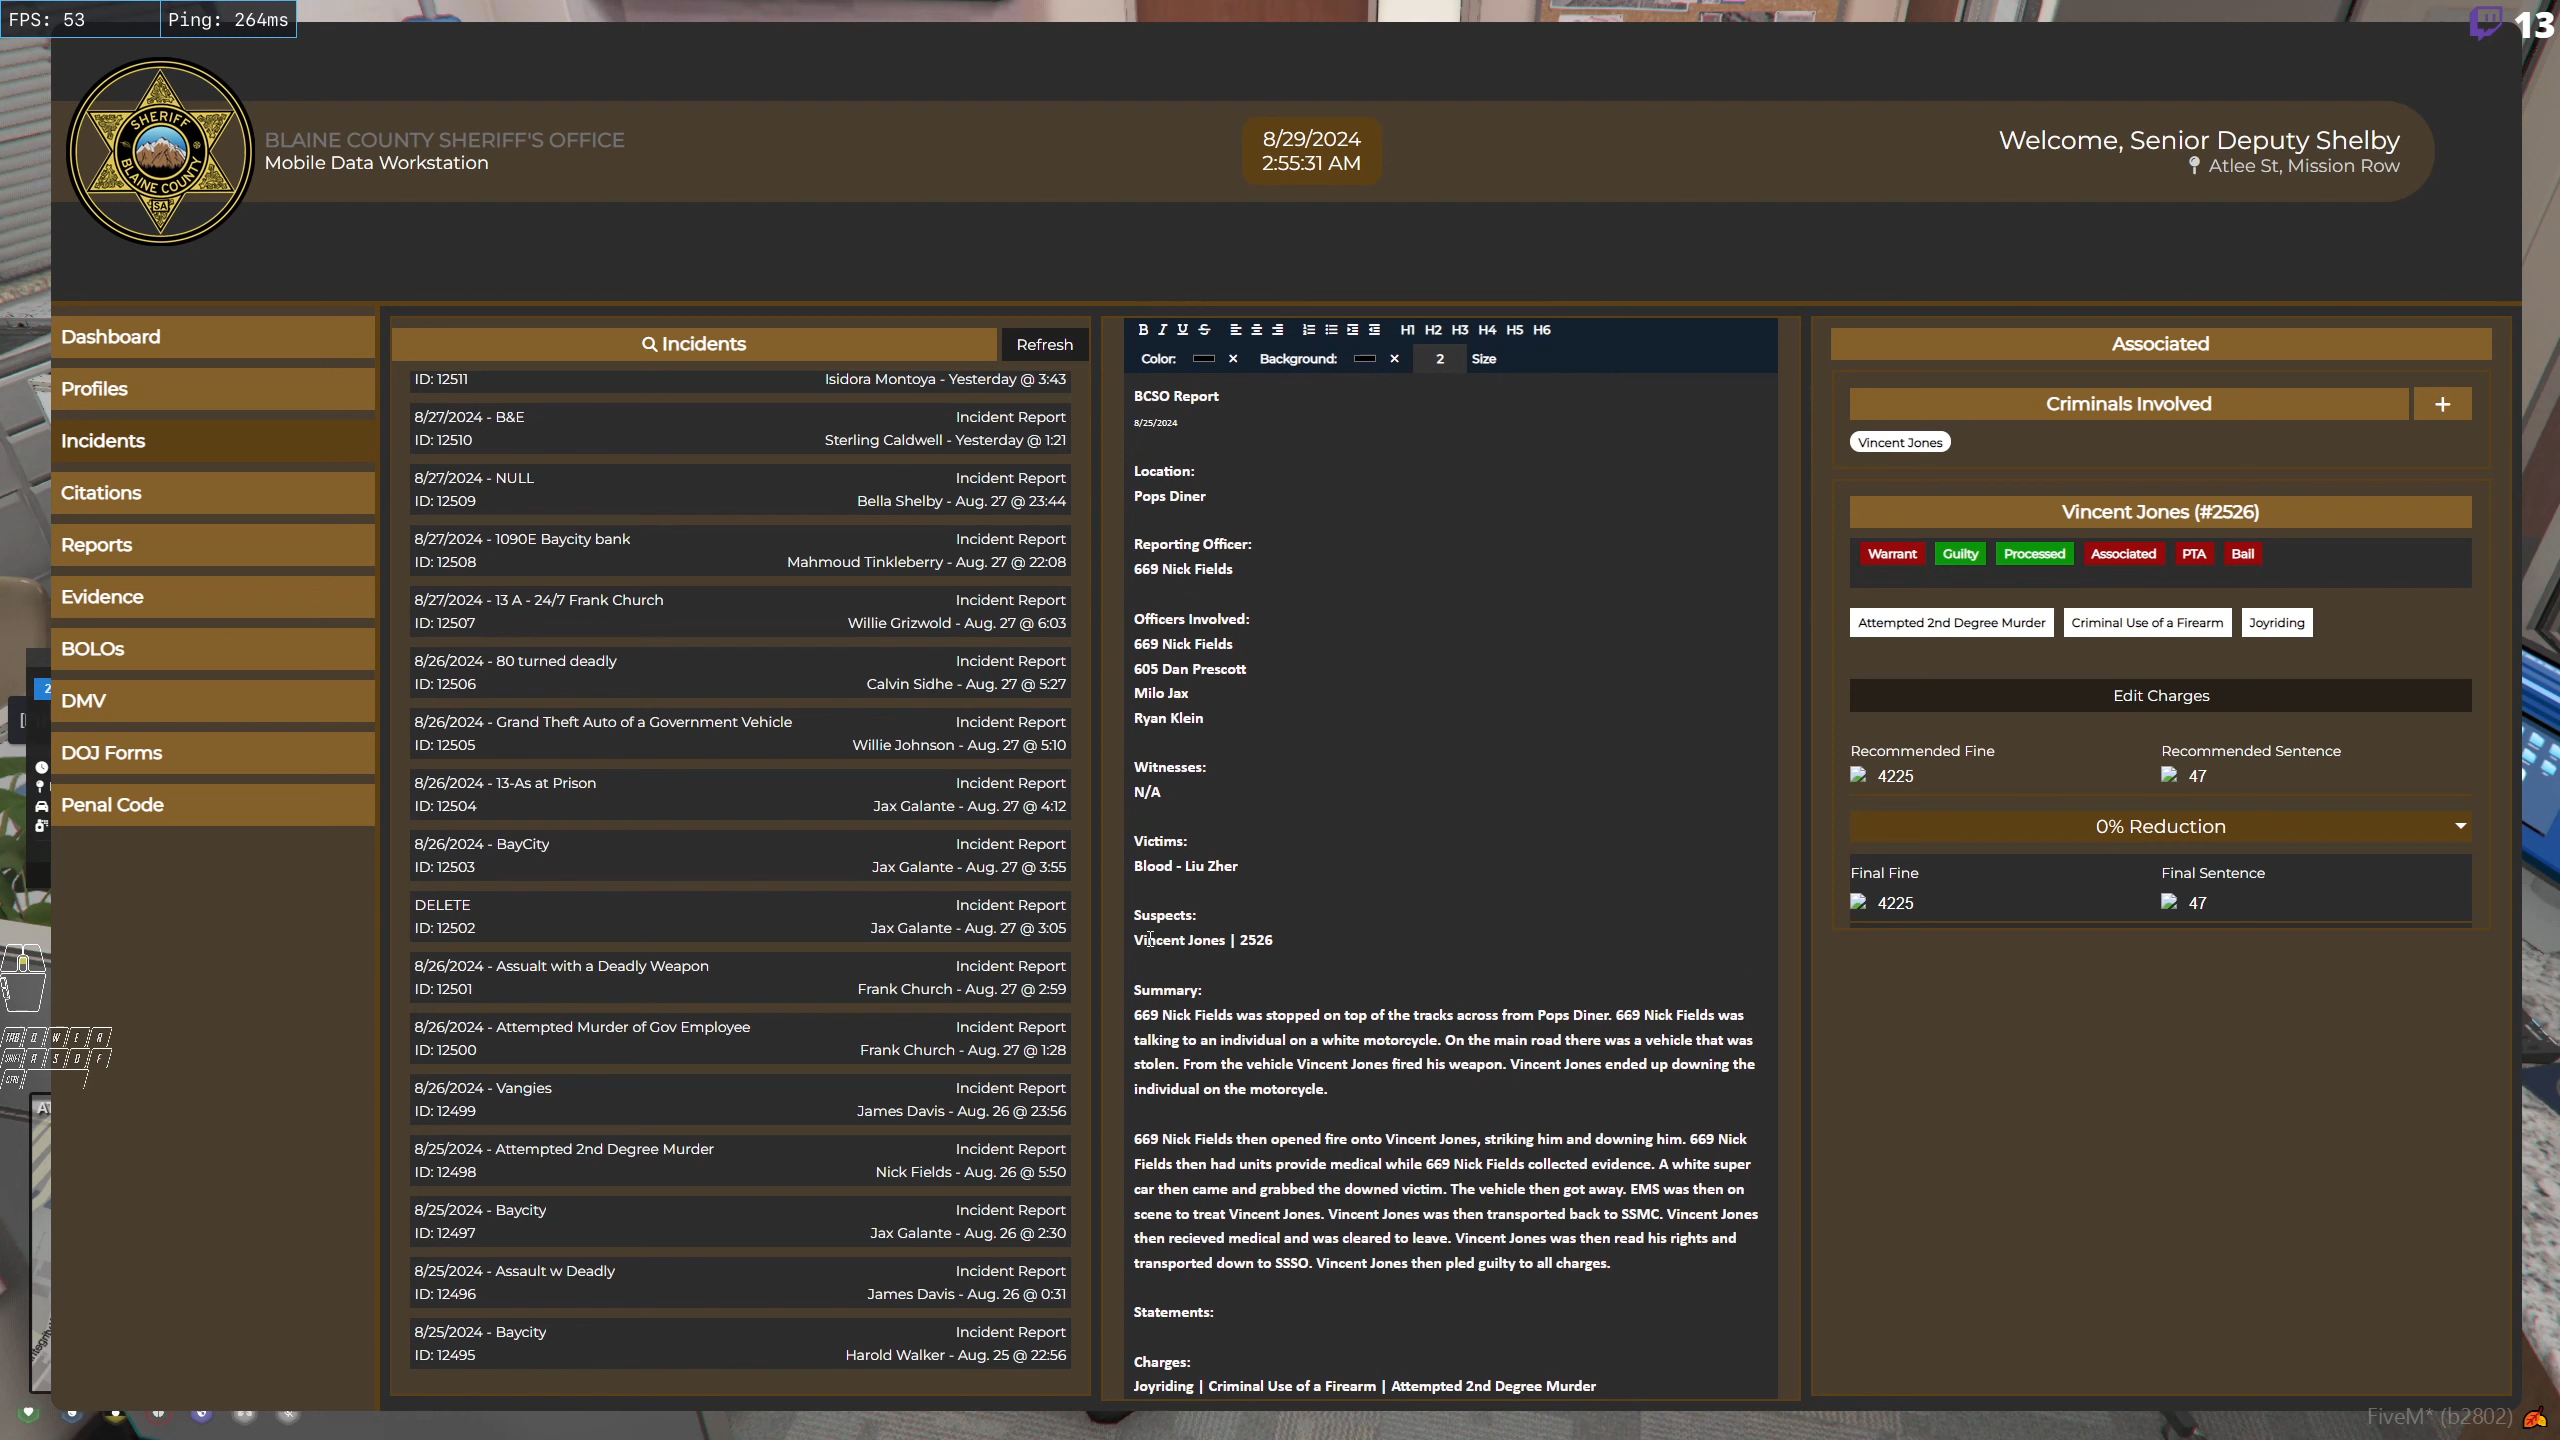 FPS: 53
Ping: 264ms
13
SHERIFF
BLAINE COUNTY
SA
BLAINE COUNTY SHERIFF'S OFFICE
Mobile Data Workstation
8/29/2024
2:55:31 AM
Welcome, Senior Deputy Shelby
Atlee St, Mission Row
Dashboard
Profiles
Incidents
Citations
Reports
Evidence
BOLOs
DMV
DOJ Forms
Penal Code
Incidents
Refresh
ID: 12511 Isidora Montoya - Yesterday @ 3:43
8/27/2024 - B&E Incident Report
ID: 12510 Sterling Caldwell - Yesterday @ 1:21
8/27/2024 - NULL Incident Report
ID: 12509 Bella Shelby - Aug. 27 @ 23:44
8/27/2024 - 1090E Baycity bank Incident Report
ID: 12508 Mahmoud Tinkleberry - Aug. 27 @ 22:08
8/27/2024 - 13 A - 24/7 Frank Church Incident Report
ID: 12507 Willie Grizwold - Aug. 27 @ 6:03
8/26/2024 - 80 turned deadly Incident Report
ID: 12506 Calvin Sidhe - Aug. 27 @ 5:27
8/26/2024 - Grand Theft Auto of a Government Vehicle Incident Report
ID: 12505 Willie Johnson - Aug. 27 @ 5:10
8/26/2024 - 13-As at Prison Incident Report
ID: 12504 Jax Galante - Aug. 27 @ 4:12
8/26/2024 - BayCity Incident Report
ID: 12503 Jax Galante - Aug. 27 @ 3:55
DELETE Incident Report
ID: 12502 Jax Galante - Aug. 27 @ 3:05
8/26/2024 - Assualt with a Deadly Weapon Incident Report
ID: 12501 Frank Church - Aug. 27 @ 2:59
8/26/2024 - Attempted Murder of Gov Employee Incident Report
ID: 12500 Frank Church - Aug. 27 @ 1:28
8/26/2024 - Vangies Incident Report
ID: 12499 James Davis - Aug. 26 @ 23:56
8/25/2024 - Attempted 2nd Degree Murder Incident Report
ID: 12498 Nick Fields - Aug. 26 @ 5:50
8/25/2024 - Baycity Incident Report
ID: 12497 Jax Galante - Aug. 26 @ 2:30
8/25/2024 - Assault w Deadly Incident Report
ID: 12496 James Davis - Aug. 26 @ 0:31
8/25/2024 - Baycity Incident Report
ID: 12495 Harold Walker - Aug. 25 @ 22:56
B I U S H1 H2 H3 H4 H5 H6
Color: × Background: × 2 Size
BCSO Report
8/25/2024
Location:
Pops Diner
Reporting Officer:
669 Nick Fields
Officers Involved:
669 Nick Fields
605 Dan Prescott
Milo Jax
Ryan Klein
Witnesses:
N/A
Victims:
Blood - Liu Zher
Suspects:
Vincent Jones | 2526
Summary:
669 Nick Fields was stopped on top of the tracks across from Pops Diner. 669 Nick Fields was
talking to an individual on a white motorcycle. On the main road there was a vehicle that was
stolen. From the vehicle Vincent Jones fired his weapon. Vincent Jones ended up downing the
individual on the motorcycle.
669 Nick Fields then opened fire onto Vincent Jones, striking him and downing him. 669 Nick
Fields then had units provide medical while 669 Nick Fields collected evidence. A white super
car then came and grabbed the downed victim. The vehicle then got away. EMS was then on
scene to treat Vincent Jones. Vincent Jones was then transported back to SSMC. Vincent Jones
then recieved medical and was cleared to leave. Vincent Jones was then read his rights and
transported down to SSSO. Vincent Jones then pled guilty to all charges.
Statements:
Charges:
Joyriding | Criminal Use of a Firearm | Attempted 2nd Degree Murder
Associated
Criminals Involved +
Vincent Jones
Vincent Jones (#2526)
Warrant Guilty Processed Associated PTA Bail
Attempted 2nd Degree Murder Criminal Use of a Firearm Joyriding
Edit Charges
Recommended Fine Recommended Sentence
4225 47
0% Reduction
Final Fine Final Sentence
4225 47
FiveM* (b2802)